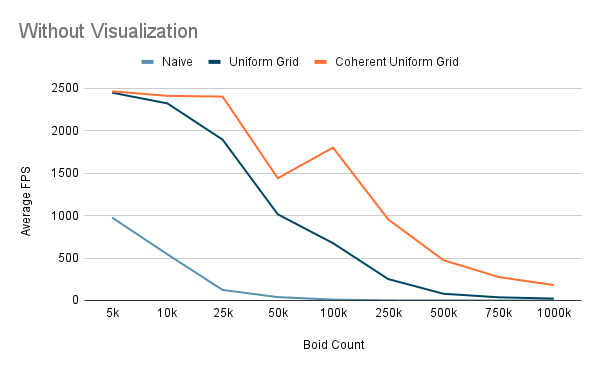 Without Visualization
Naive Uniform Grid Coherent Uniform Grid
2500
2000
1500
1000
500
0
Average FPS
5k 10k 25k 50k 100k 250k 500k 750k 1000k
Boid Count